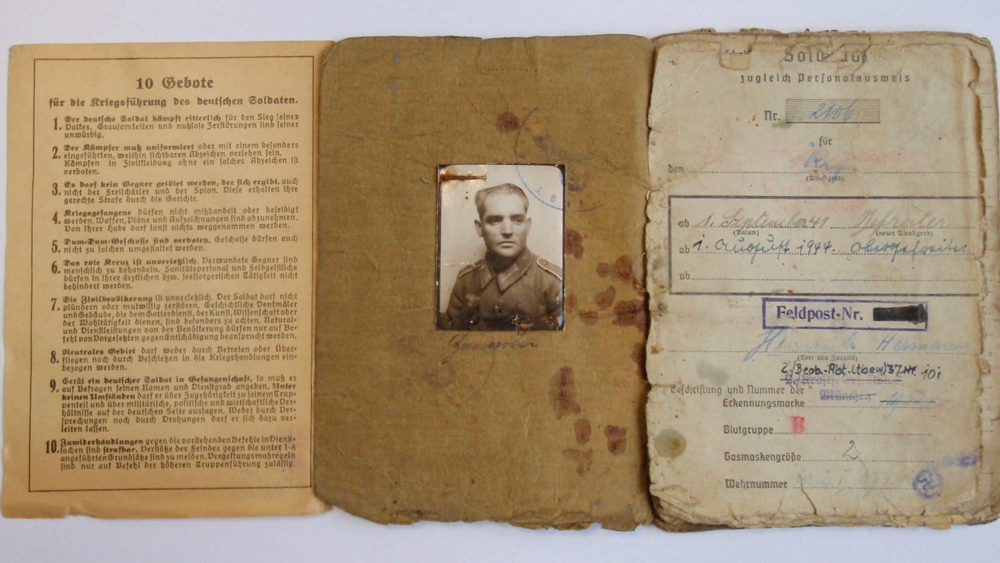 10 Gebote
für die Kriegsführung des deutschen Soldaten.
1. Der deutsche Soldat kämpft ritterlich für den Sieg seines
Volkes. Grausamkeiten und nutzlose Zerstörungen sind seiner
unwürdig.
2. Der Kämpfer muß uniformiert oder mit einem besonders
eingeführten, weithin sichtbaren Abzeichen versehen sein.
Kämpfen in Zivilkleidung ohne ein solches Abzeichen ist
verboten.
3. Es darf kein Gegner getötet werden, der sich ergibt, auch
nicht der Freischärler und der Spion. Diese erhalten ihre
gerechte Strafe durch die Gerichte.
4. Kriegsgefangene dürfen nicht mißhandelt oder beleidigt
werden. Waffen, Pläne und Aufzeichnungen sind abzunehmen.
Von ihrer Habe darf sonst nichts weggenommen werden.
5. Dum-Dum-Geschosse sind verboten, Geschosse dürfen auch
nicht zu solchen umgestaltet werden.
6. Das rote Kreuz ist unverletzlich. Verwundete Gegner sind
menschlich zu behandeln. Sanitätspersonal und Feldgeistliche
dürfen in ihrer ärztlichen bzw. seelsorgerischen Tätigkeit nicht
behindert werden.
7. Die Zivilbevölkerung ist unverletzlich. Der Soldat darf nicht
plündern oder mutwillig zerstören. Geschichtliche Denkmäler
und Gebäude, die dem Gottesdienst, der Kunst, Wissenschaft oder
der Wohltätigkeit dienen, sind besonders zu achten. Natural-
und Dienstleistungen von der Bevölkerung dürfen nur auf Be-
fehl von Vorgesetzten gegen Entschädigung beansprucht werden.
8. Neutrales Gebiet darf weder durch Betreten oder Über-
fliegen noch durch Beschießen in die Kriegshandlungen ein-
bezogen werden.
9. Gerät ein deutscher Soldat in Gefangenschaft, so muß er
auf Befragen seinen Namen und Dienstgrad angeben. Unter
keinen Umständen darf er über Zugehörigkeit zu seinem Trup-
penteil und über militärische, politische und wirtschaftliche Ver-
hältnisse auf der deutschen Seite aussagen. Weder durch Ver-
sprechungen noch durch Drohungen darf er sich dazu ver-
leiten lassen.
10. Zuwiderhandlungen gegen die vorstehenden Befehle in Dienst-
sachen sind strafbar. Verstöße des Feindes gegen die unter 1-8
angeführten Grundsätze sind zu melden. Vergeltungsmaßregeln
sind nur auf Befehl der höheren Truppenführung zulässig.
Soldbuch
zugleich Personalausweis
Nr. 2106
für
den
(Dienstgrad)
ab 1. September 41 Gefreiter
(Datum) (neuer Dienstgrad)
ab 1. August 1944. Obergefreiter
ab
Feldpost-Nr.
Heinrich Hermann
(Vor- und Zuname)
2./Beob.-Abt.(tbew)37 Nr. 101
Beschriftung und Nummer der München
Erkennungsmarke
Blutgruppe B
Gasmaskengröße 2
Wehrnummer